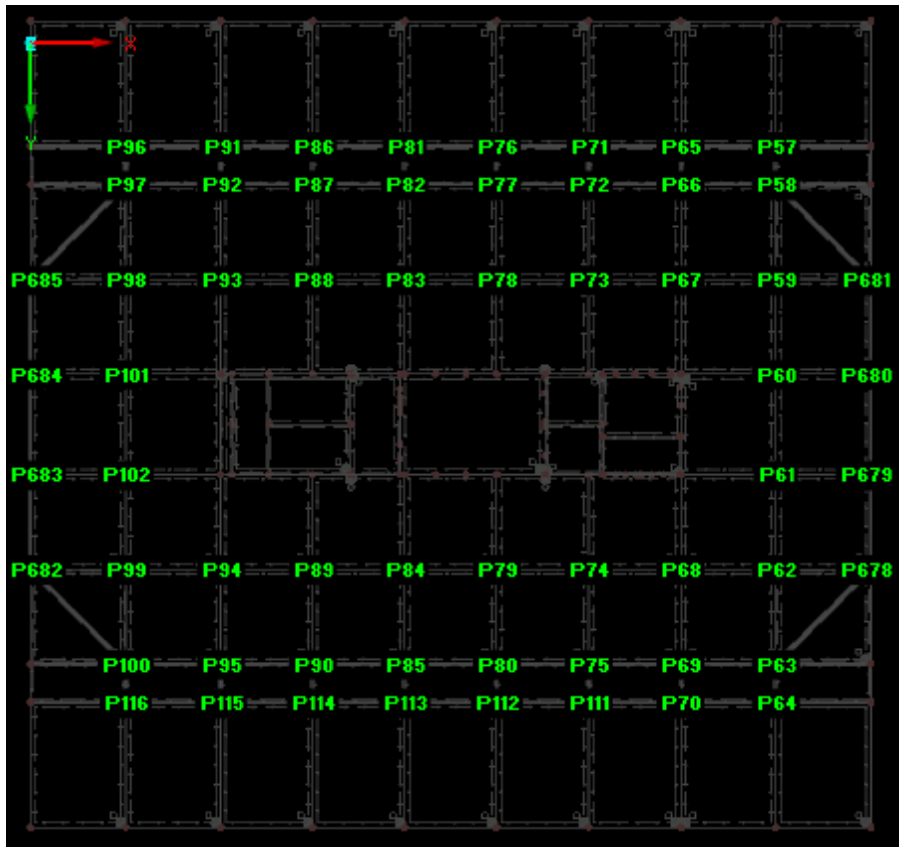 X
Y
P96 P91 P86 P81 P76 P71 P65 P57
P97 P92 P87 P82 P77 P72 P66 P58
P685 P98 P93 P88 P83 P78 P73 P67 P59 P681
P684 P101 P60 P680
P683 P102 P61 P679
P682 P99 P94 P89 P84 P79 P74 P68 P62 P678
P100 P95 P90 P85 P80 P75 P69 P63
P116 P115 P114 P113 P112 P111 P70 P64